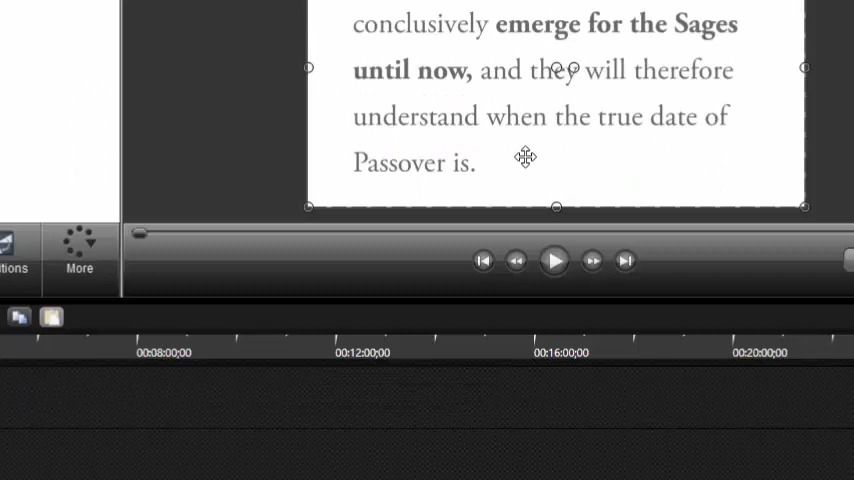 conclusively emerge for the Sages
until now, and they will therefore
understand when the true date of
Passover is.
itions
More
00:08:00;00
00:12:00;00
00:16:00;00
00:20:00;00